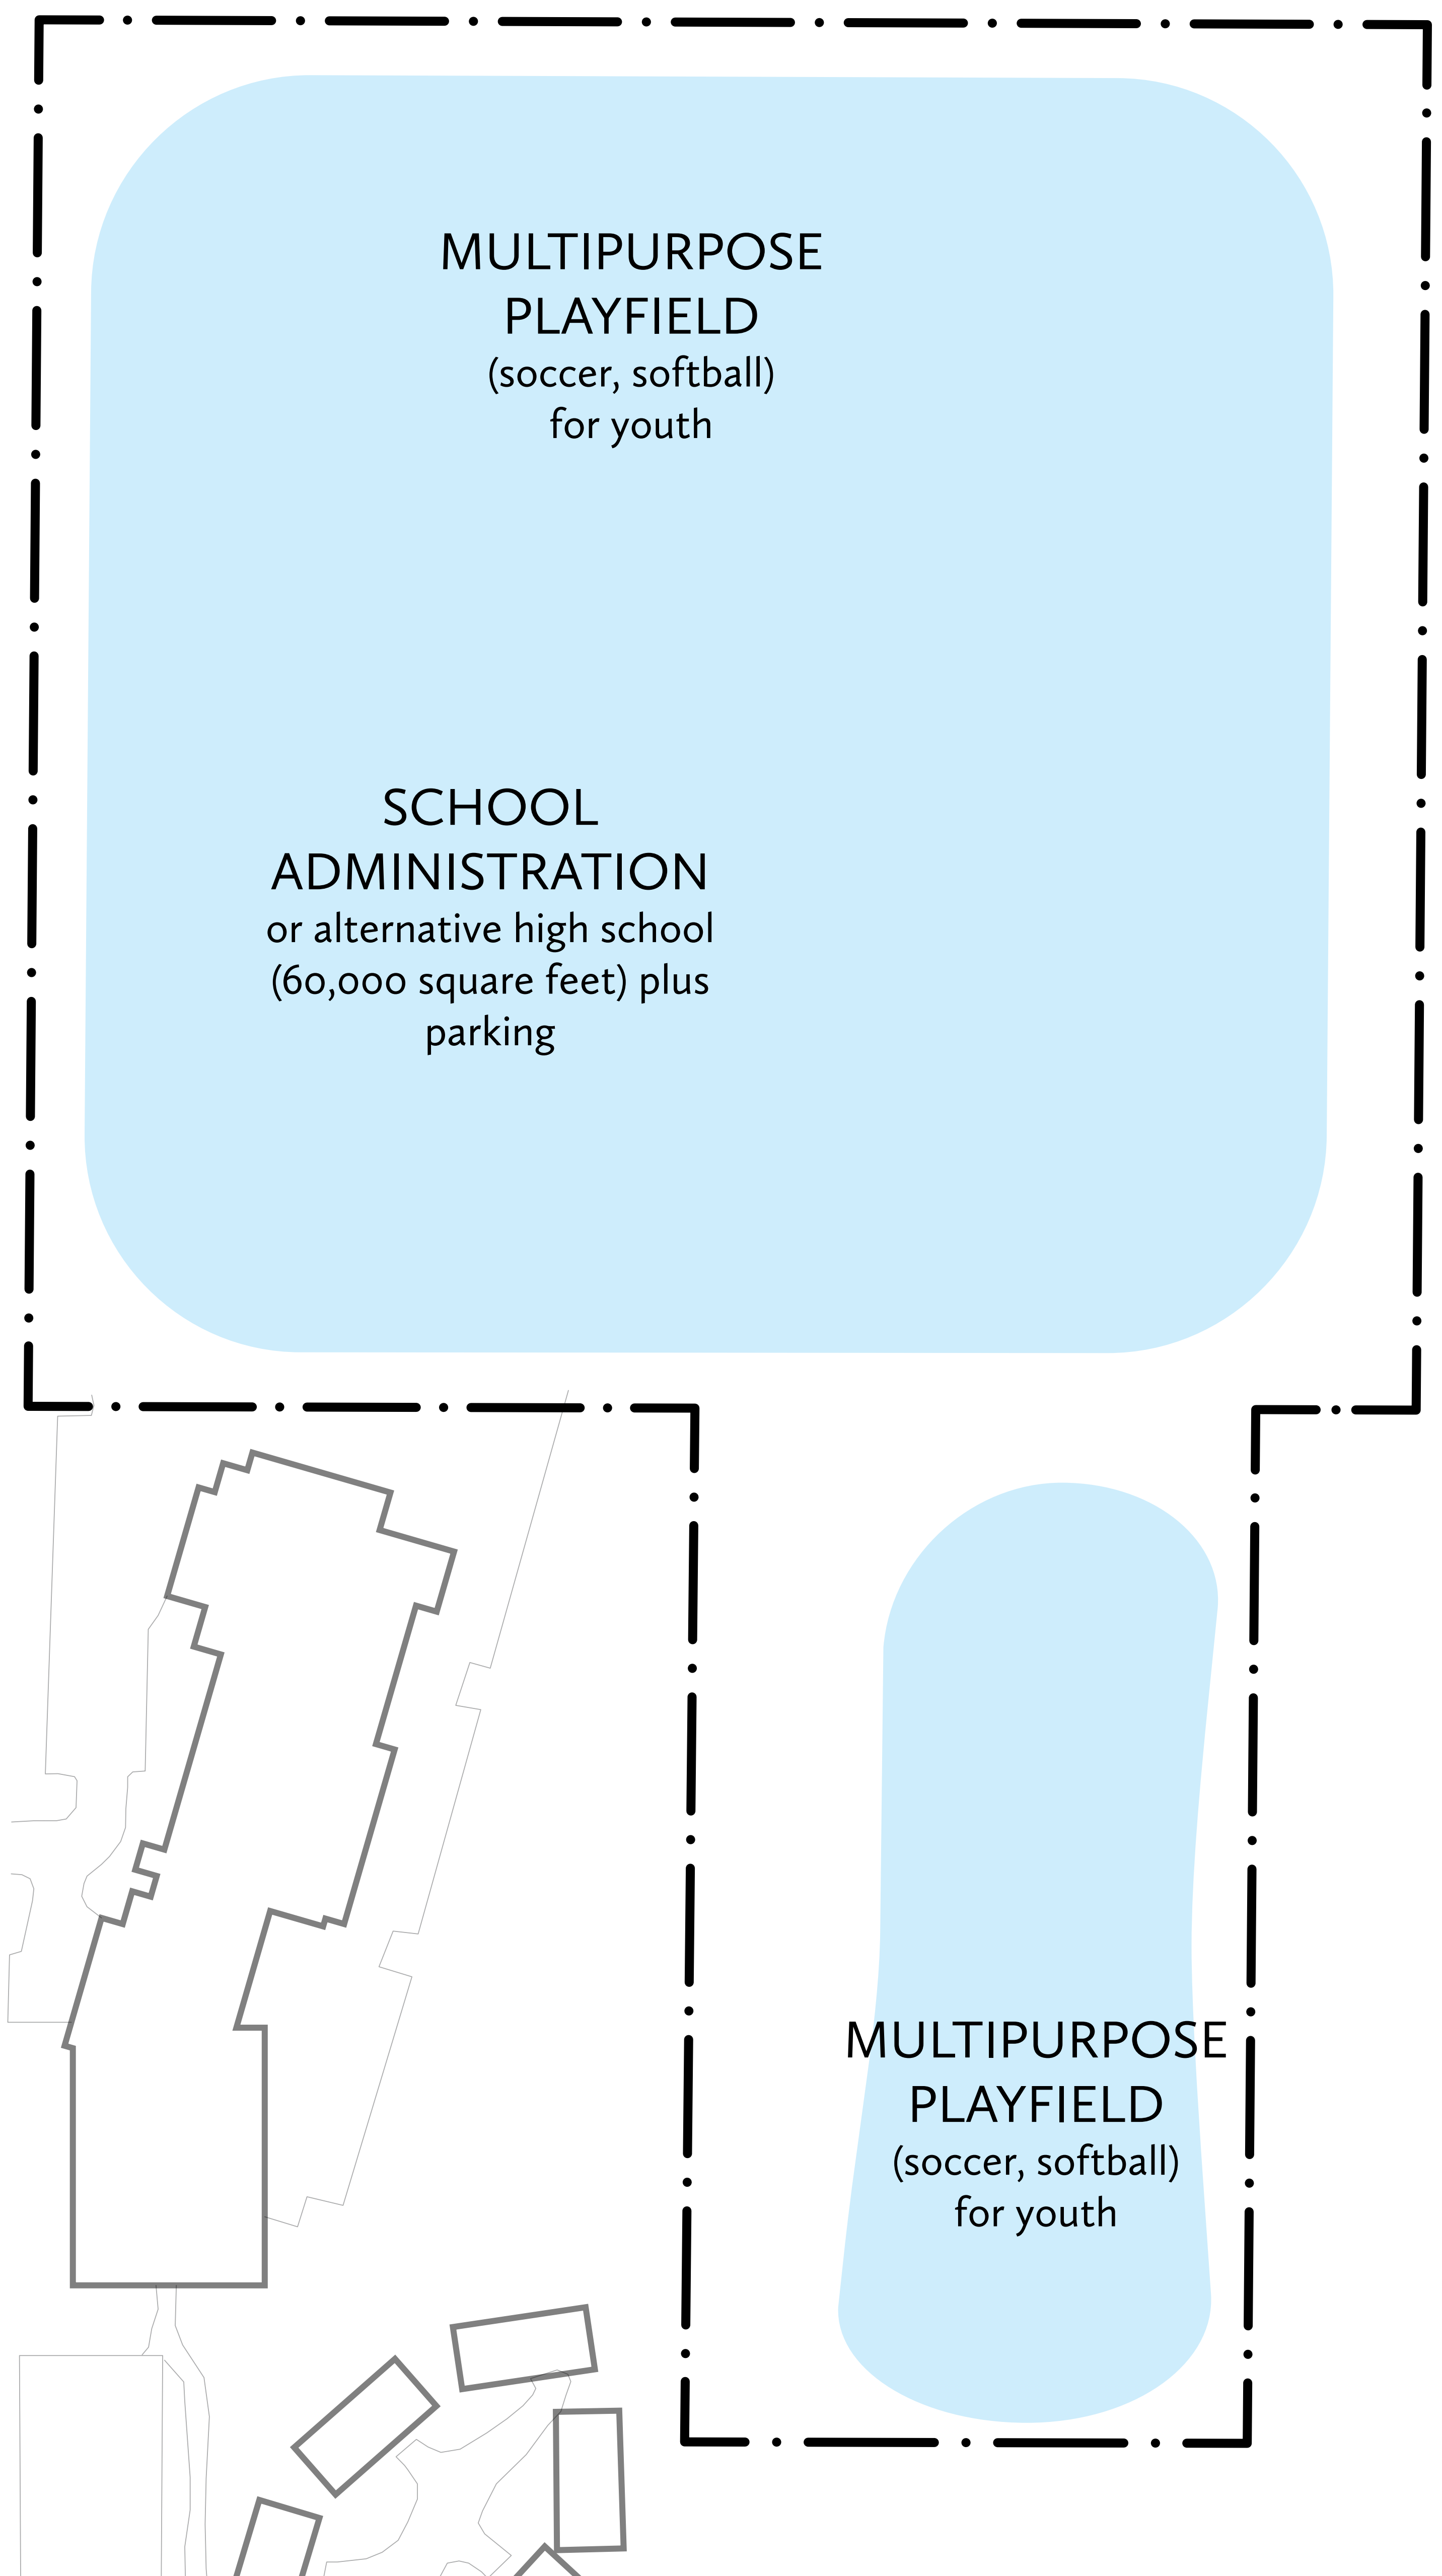 MULTIPURPOSE
PLAYFIELD
(soccer, softball)
for youth
SCHOOL
ADMINISTRATION
or alternative high school
(60,000 square feet) plus
parking
MULTIPURPOSE
PLAYFIELD
(soccer, softball)
for youth